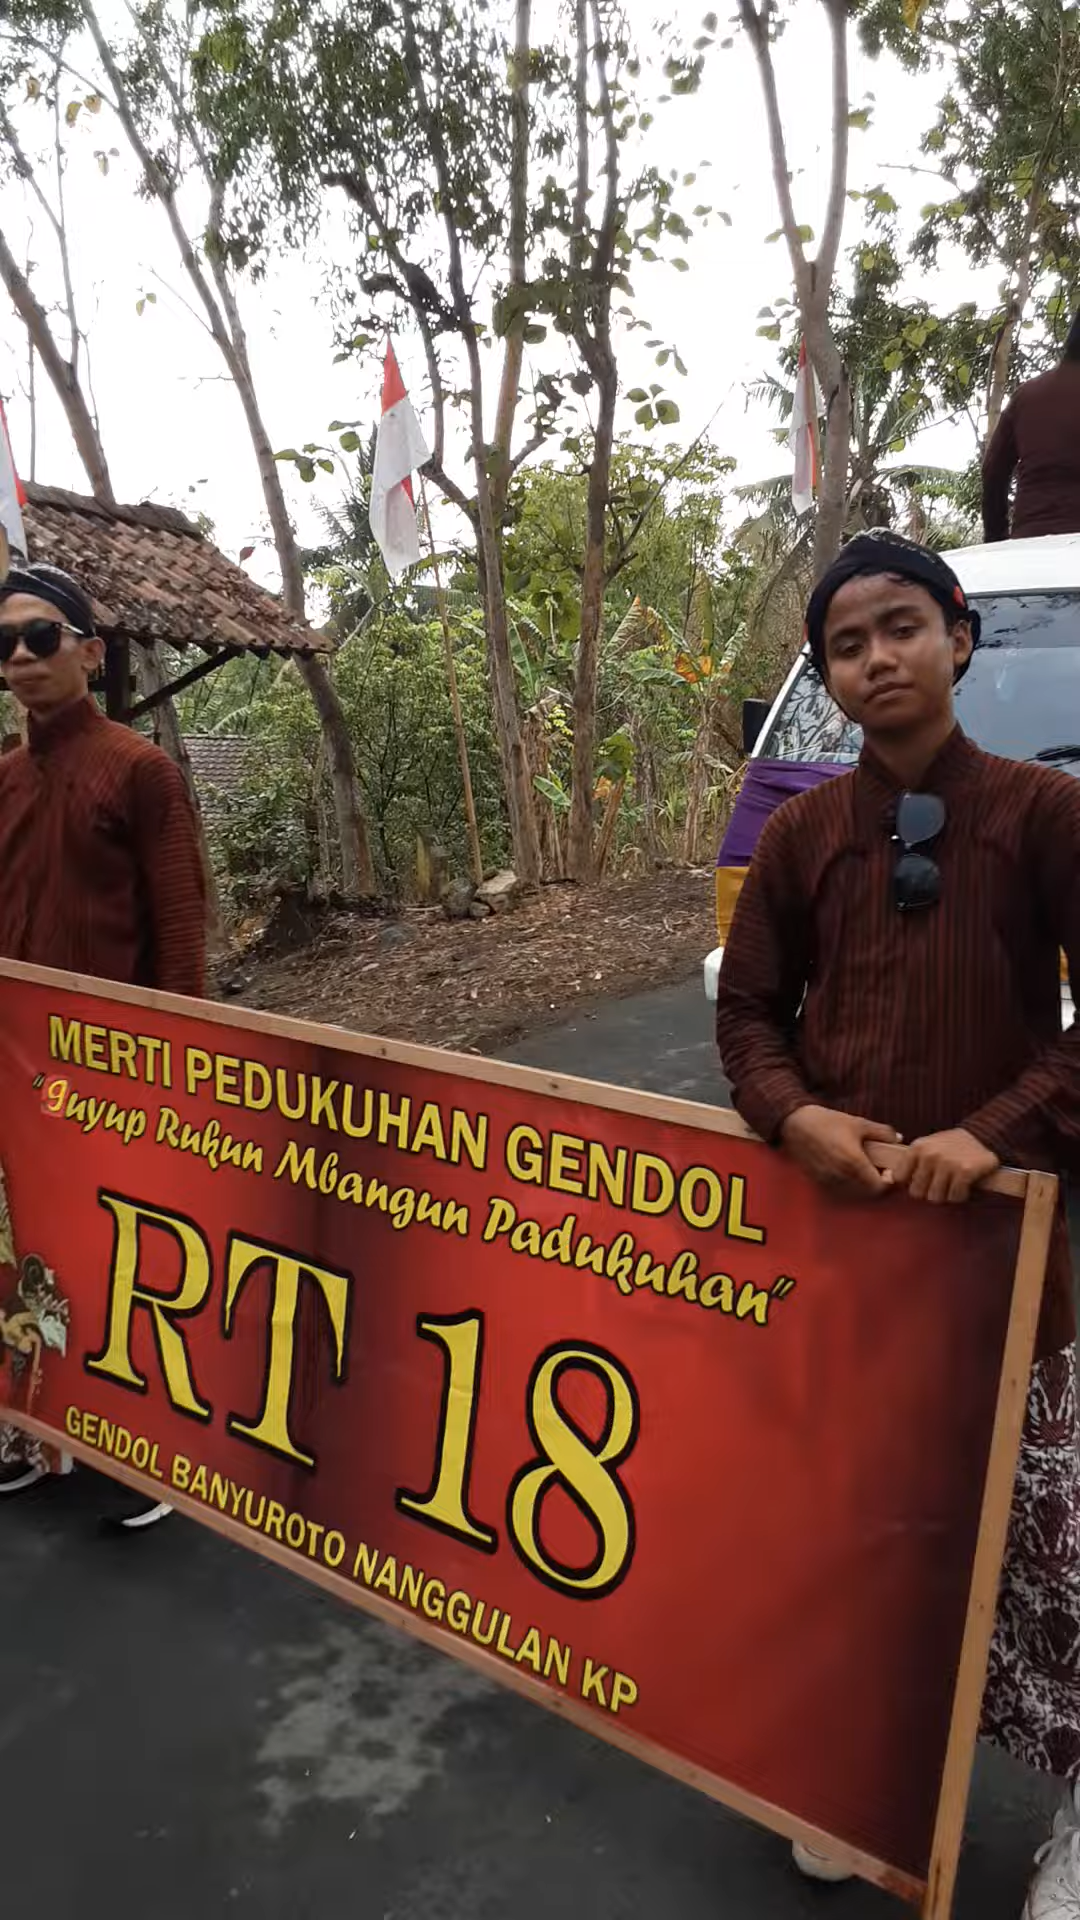 MERTI PEDUKUHAN GENDOL
"guyup Rukun Mbangun Padukuhan"
RT 18
GENDOL BANYUROTO NANGGULAN KP